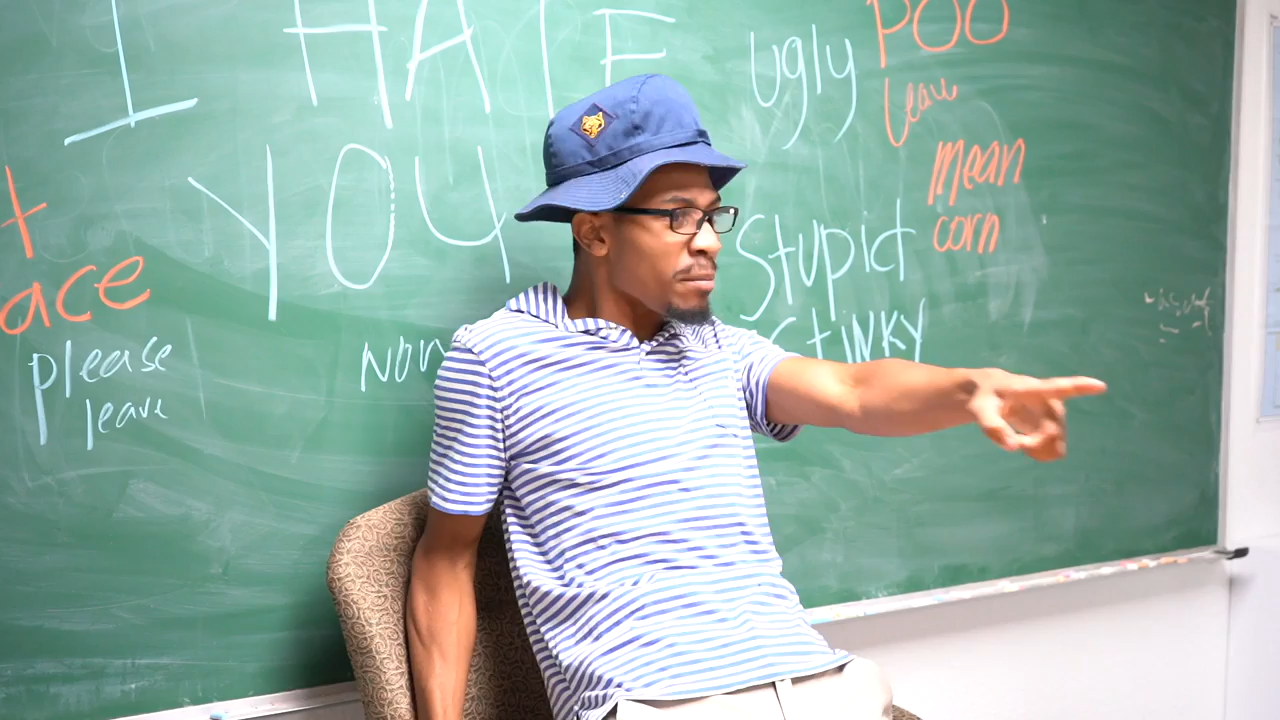 I HATE
YOU
ugly
POO
leave
mean
corn
Stupid
STINKY
ace
please
leave